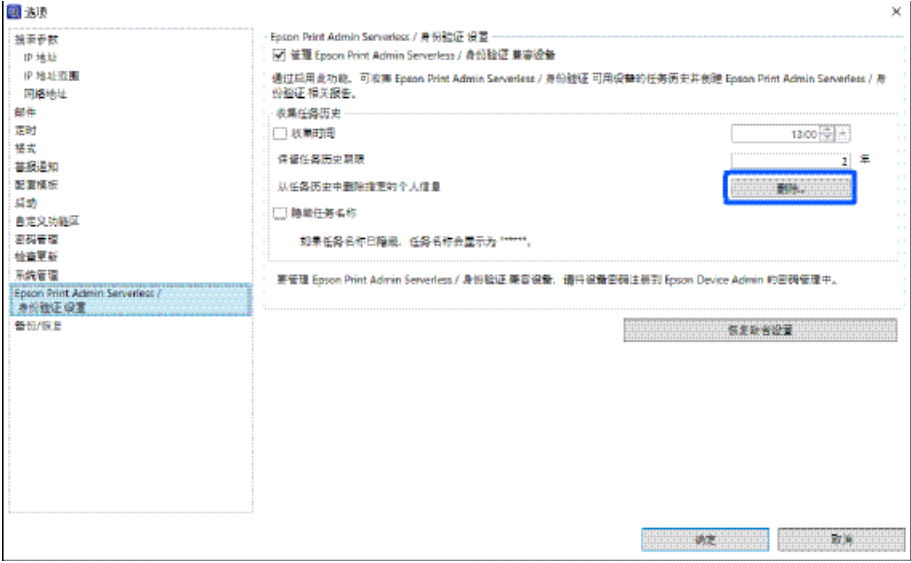 选项
搜索参数
IP 地址
IP 地址范围
网络地址
邮件
定时
格式
警报通知
配置模板
启动
自定义功能区
密码管理
检查更新
系统管理
Epson Print Admin Serverless /
身份验证 设置
备份/恢复
Epson Print Admin Serverless / 身份验证 设置
管理 Epson Print Admin Serverless / 身份验证 兼容设备
通过启用此功能，可收集 Epson Print Admin Serverless / 身份验证 可用设备的任务历史并创建 Epson Print Admin Serverless / 身
份验证 相关报告。
收集任务历史
收集时间
13:00
保留任务历史期限
2 年
从任务历史中删除指定的个人信息
删除...
隐藏任务名称
如果任务名称已隐藏，任务名称会显示为 "*****"。
要管理 Epson Print Admin Serverless / 身份验证 兼容设备，请将设备密码注册到 Epson Device Admin 的密码管理中。
恢复缺省设置
确定
取消